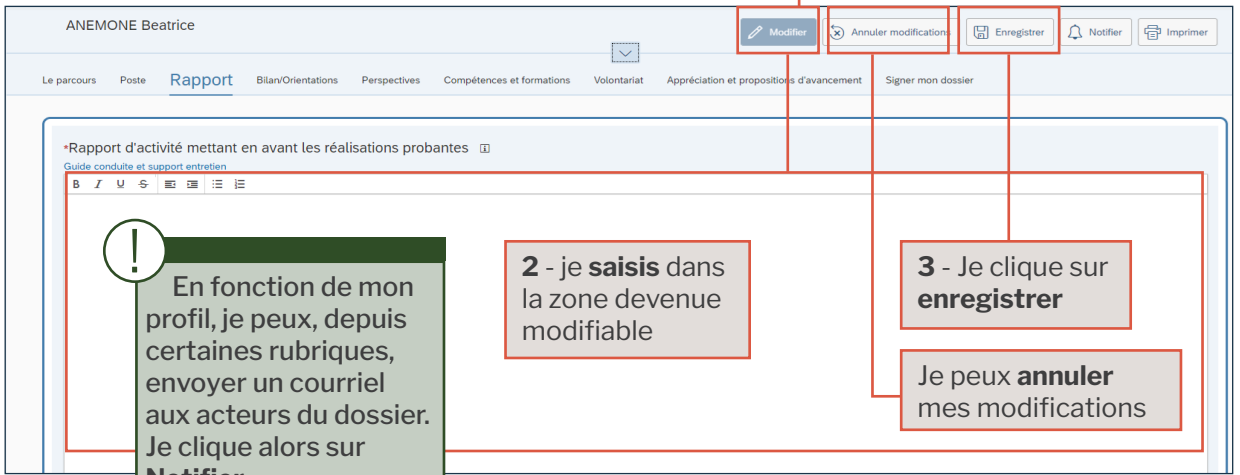 ANEMONE Beatrice
Modifier
Annuler modifications
Enregistrer
Notifier
Imprimer
Le parcours
Poste
Rapport
Bilan/Orientations
Perspectives
Compétences et formations
Volontariat
Appréciation et propositions d'avancement
Signer mon dossier
*Rapport d'activité mettant en avant les réalisations probantes
Guide conduite et support entretien
B I U S
!
En fonction de mon
profil, je peux, depuis
certaines rubriques,
envoyer un courriel
aux acteurs du dossier.
Je clique alors sur
Notifier
2 - je saisis dans
la zone devenue
modifiable
3 - Je clique sur
enregistrer
Je peux annuler
mes modifications